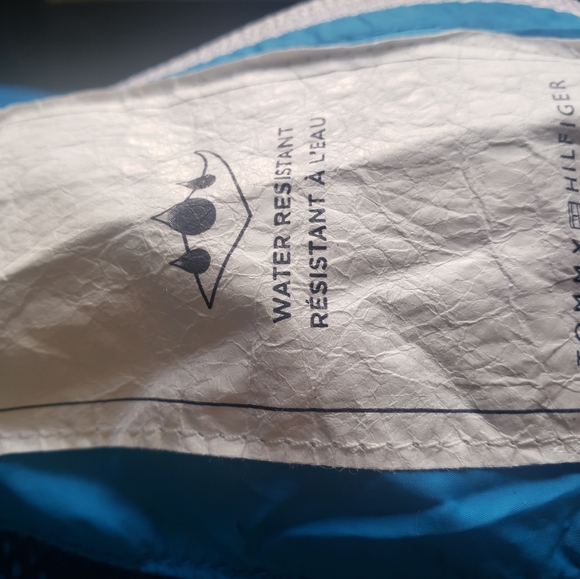 WATER RESISTANT
RÉSISTANT À L'EAU
TOMMY HILFIGER